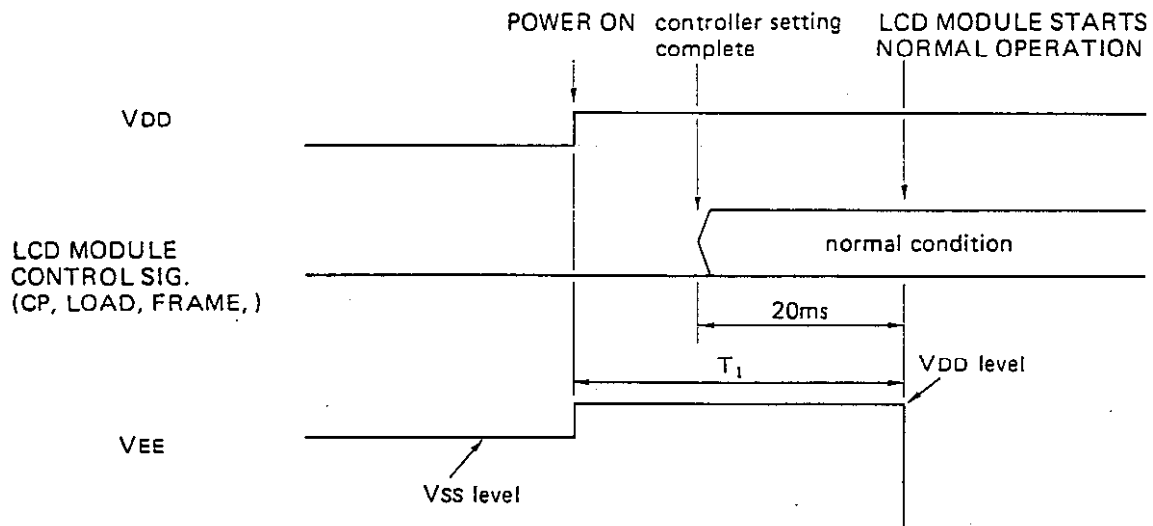 POWER ON
controller setting
complete
LCD MODULE STARTS
NORMAL OPERATION
VDD
LCD MODULE
CONTROL SIG.
(CP, LOAD, FRAME, )
normal condition
20ms
T1
VDD level
VEE
VSS level